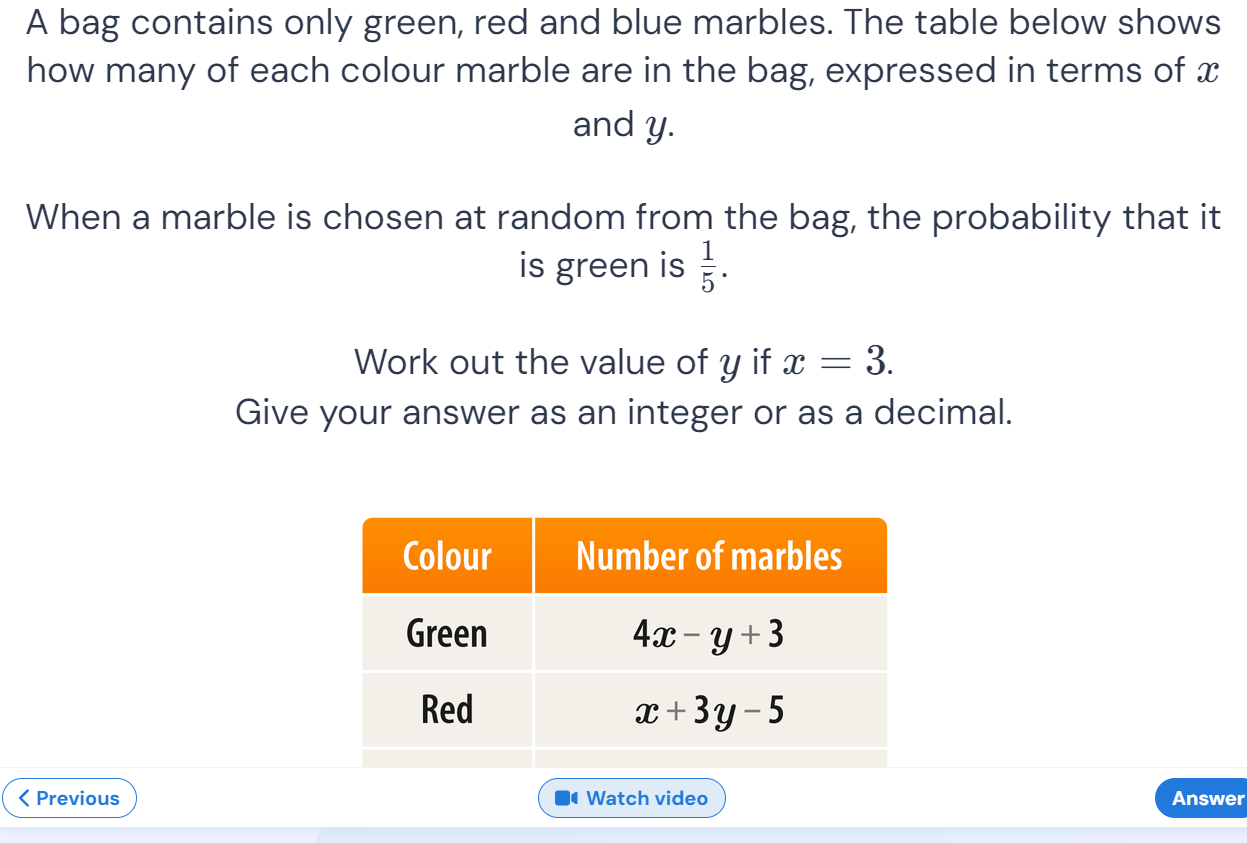 A bag contains only green, red and blue marbles. The table below shows
how many of each colour marble are in the bag, expressed in terms of x
and y.
When a marble is chosen at random from the bag, the probability that it
is green is 1/5.
Work out the value of y if x = 3.
Give your answer as an integer or as a decimal.
Colour Number of marbles
Green 4x – y + 3
Red x + 3y – 5
Previous Watch video Answer